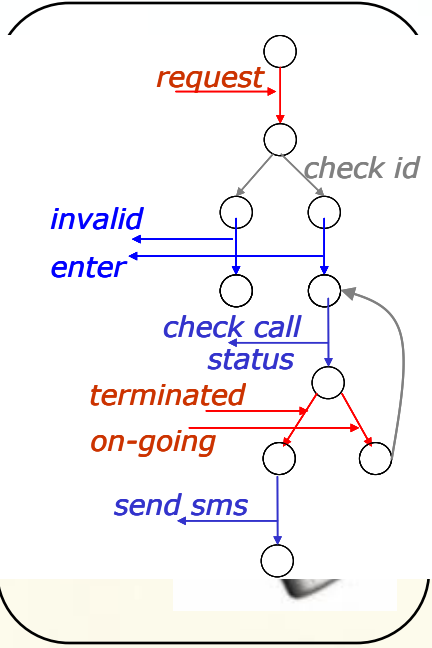 request
check id
invalid
enter
check call
status
terminated
on-going
send sms